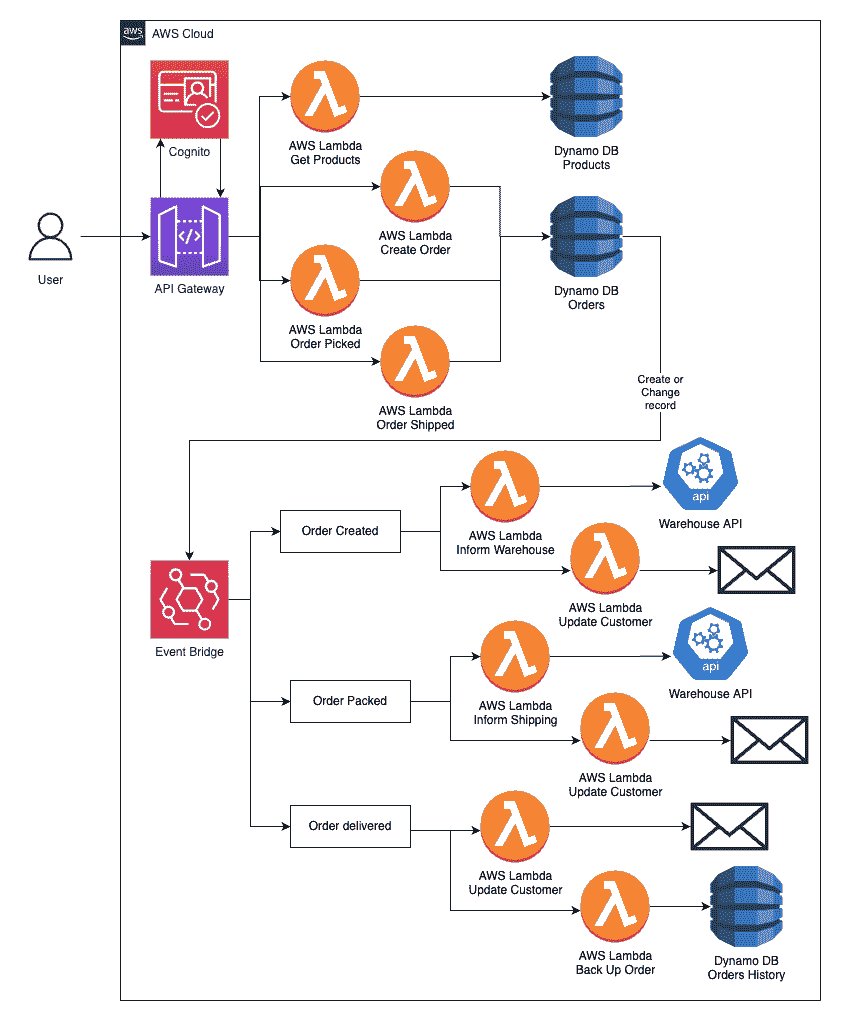 aws
AWS Cloud
Cognito
AWS Lambda
Get Products
Dynamo DB
Products
AWS Lambda
Create Order
User
API Gateway
Dynamo DB
Orders
AWS Lambda
Order Picked
AWS Lambda
Order Shipped
Create or
Change
record
Order Created
AWS Lambda
Inform Warehouse
api
Warehouse API
AWS Lambda
Update Customer
Event Bridge
Order Packed
AWS Lambda
Inform Shipping
api
Warehouse API
AWS Lambda
Update Customer
Order delivered
AWS Lambda
Update Customer
AWS Lambda
Back Up Order
Dynamo DB
Orders History